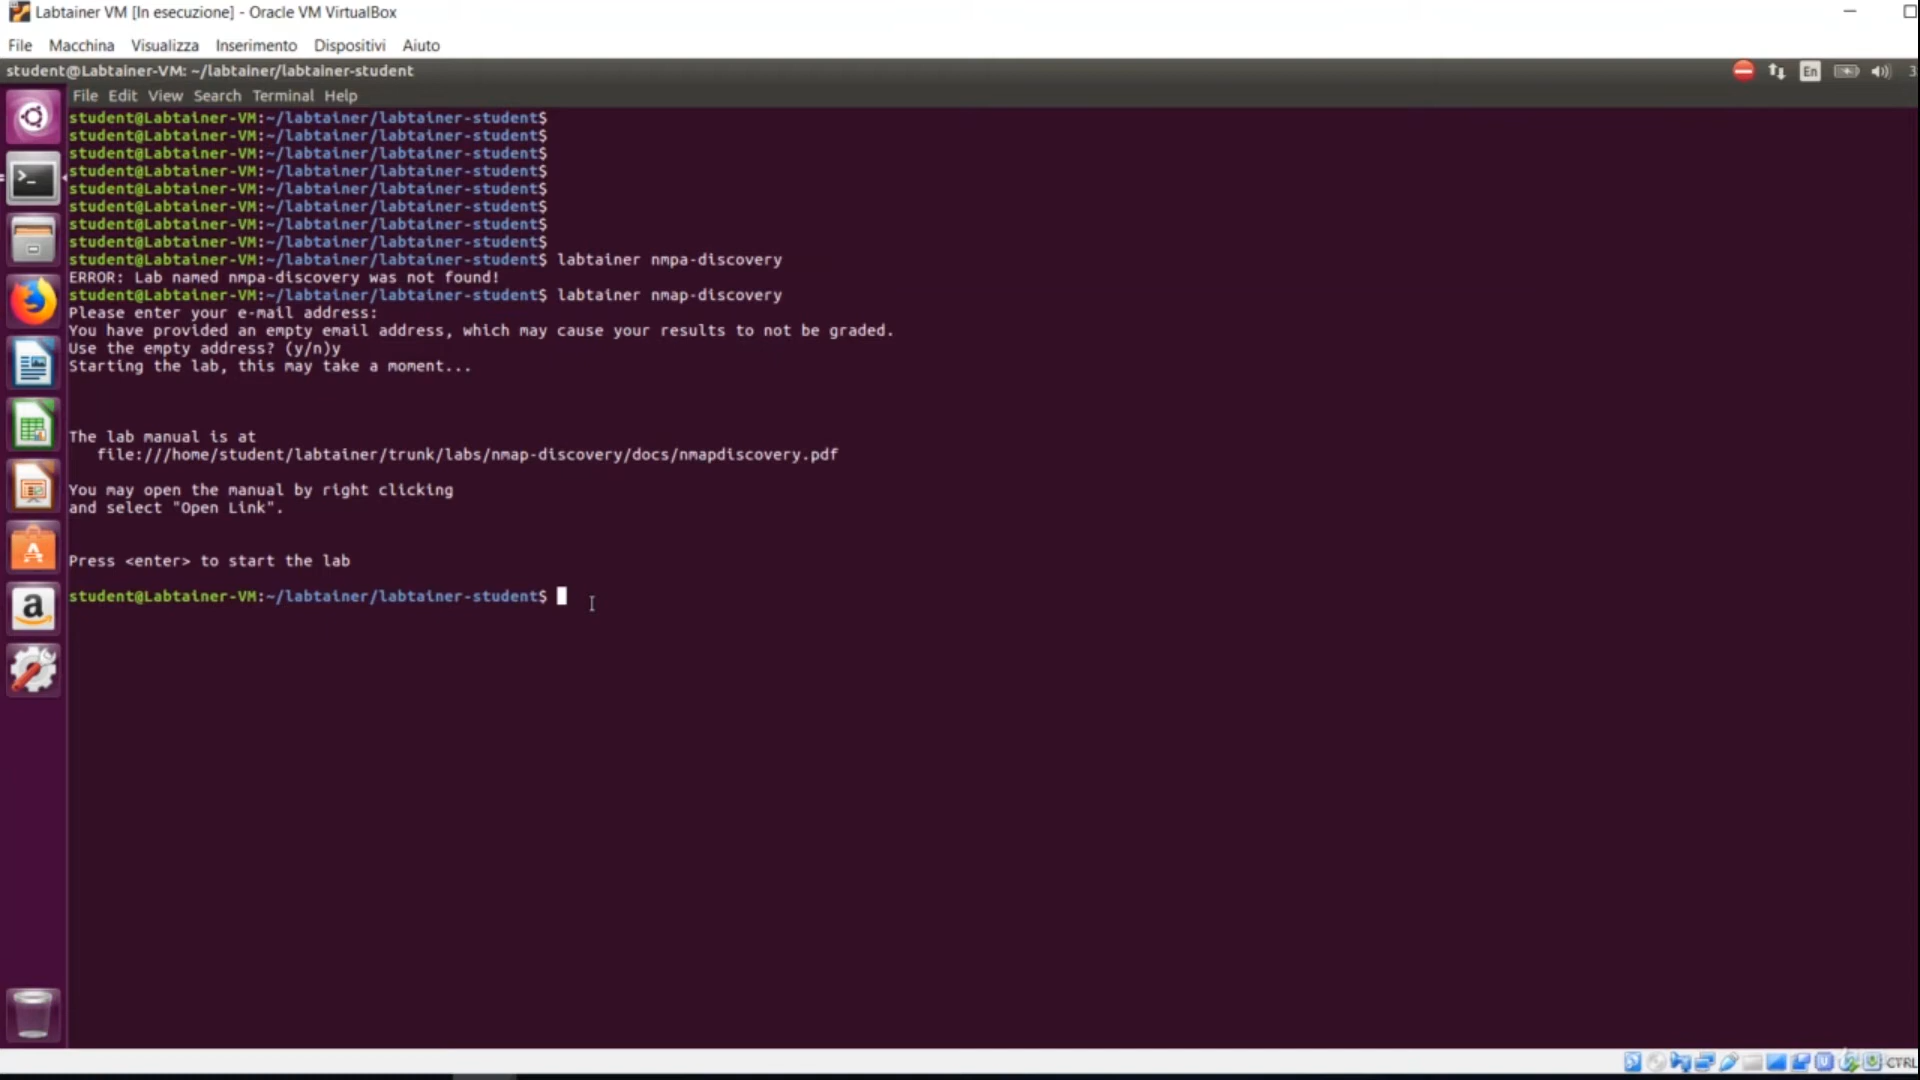 Labtainer VM [In esecuzione] - Oracle VM VirtualBox
File Macchina Visualizza Inserimento Dispositivi Aiuto
student@Labtainer-VM: ~/labtainer/labtainer-student
En
3
File Edit View Search Terminal Help
student@Labtainer-VM:~/labtainer/labtainer-student$
student@Labtainer-VM:~/labtainer/labtainer-student$
student@Labtainer-VM:~/labtainer/labtainer-student$
student@Labtainer-VM:~/labtainer/labtainer-student$
student@Labtainer-VM:~/labtainer/labtainer-student$
student@Labtainer-VM:~/labtainer/labtainer-student$
student@Labtainer-VM:~/labtainer/labtainer-student$
student@Labtainer-VM:~/labtainer/labtainer-student$
student@Labtainer-VM:~/labtainer/labtainer-student$ labtainer nmpa-discovery
ERROR: Lab named nmpa-discovery was not found!
student@Labtainer-VM:~/labtainer/labtainer-student$ labtainer nmap-discovery
Please enter your e-mail address:
You have provided an empty email address, which may cause your results to not be graded.
Use the empty address? (y/n)y
Starting the lab, this may take a moment...
The lab manual is at
file:///home/student/labtainer/trunk/labs/nmap-discovery/docs/nmapdiscovery.pdf
You may open the manual by right clicking
and select "Open Link".
Press <enter> to start the lab
student@Labtainer-VM:~/labtainer/labtainer-student$
CTRL